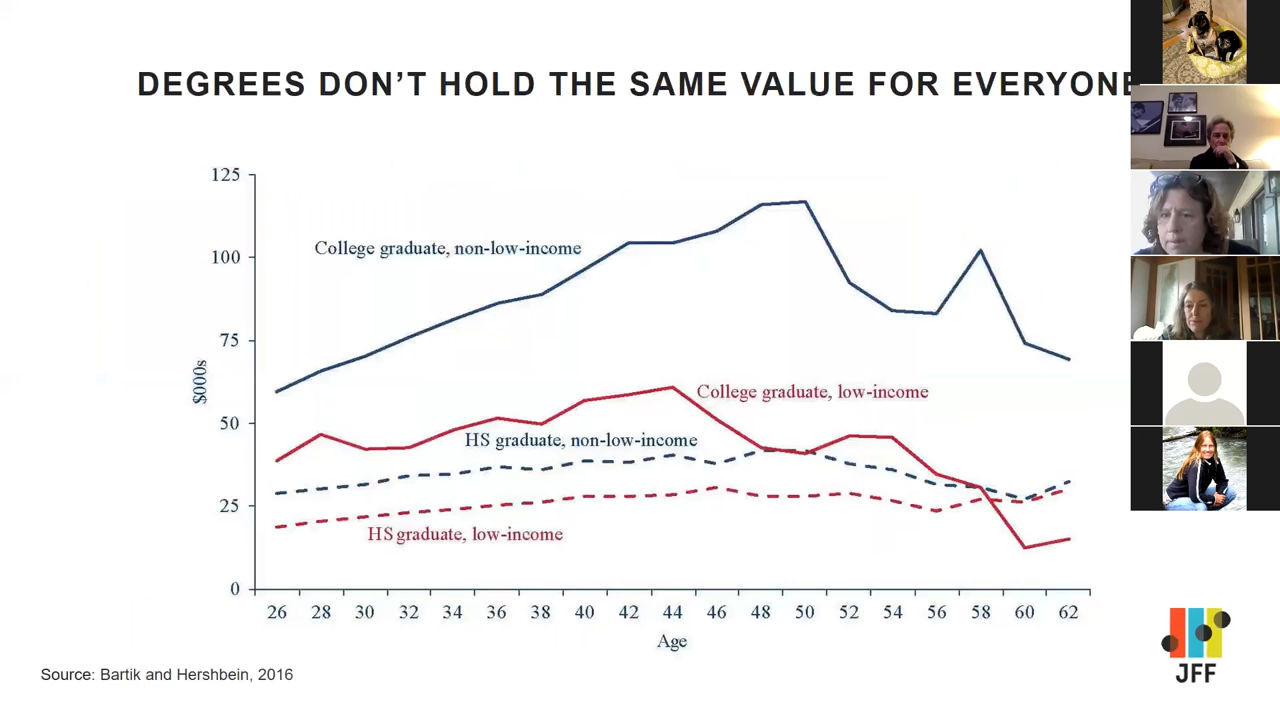 DEGREES DON’T HOLD THE SAME VALUE FOR EVERYONE
125
100
75
50
25
0
$000s
College graduate, non-low-income
College graduate, low-income
HS graduate, non-low-income
HS graduate, low-income
26 28 30 32 34 36 38 40 42 44 46 48 50 52 54 56 58 60 62
Age
Source: Bartik and Hershbein, 2016
JFF